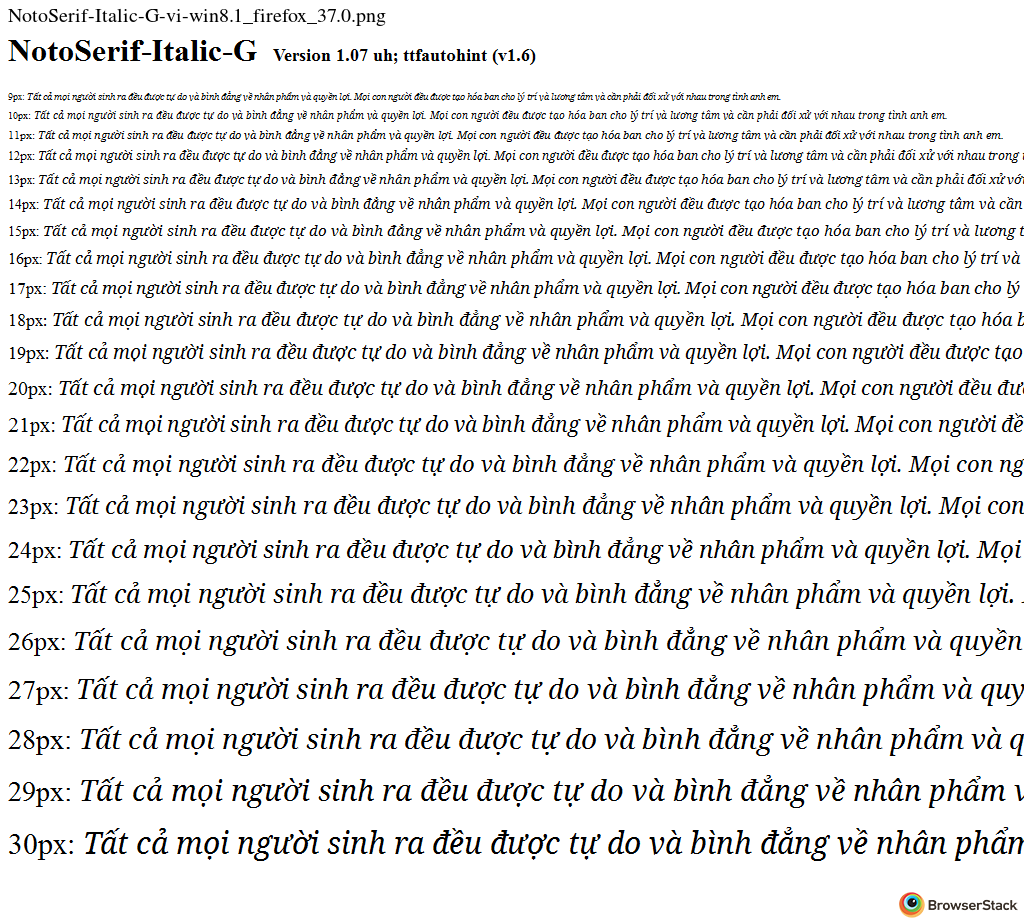 NotoSerif-Italic-G-vi-win8.1_firefox_37.0.png
NotoSerif-Italic-G Version 1.07 uh; ttfautohint (v1.6)
9px: Tất cả mọi người sinh ra đều được tự do và bình đẳng về nhân phẩm và quyền lợi. Mọi con người đều được tạo hóa ban cho lý trí và lương tâm và cần phải đối xử với nhau trong tình anh em.
10px: Tất cả mọi người sinh ra đều được tự do và bình đẳng về nhân phẩm và quyền lợi. Mọi con người đều được tạo hóa ban cho lý trí và lương tâm và cần phải đối xử với nhau trong tình anh em.
11px: Tất cả mọi người sinh ra đều được tự do và bình đẳng về nhân phẩm và quyền lợi. Mọi con người đều được tạo hóa ban cho lý trí và lương tâm và cần phải đối xử với nhau trong tình anh em.
12px: Tất cả mọi người sinh ra đều được tự do và bình đẳng về nhân phẩm và quyền lợi. Mọi con người đều được tạo hóa ban cho lý trí và lương tâm và cần phải đối xử với nhau trong t
13px: Tất cả mọi người sinh ra đều được tự do và bình đẳng về nhân phẩm và quyền lợi. Mọi con người đều được tạo hóa ban cho lý trí và lương tâm và cần phải đối xử với
14px: Tất cả mọi người sinh ra đều được tự do và bình đẳng về nhân phẩm và quyền lợi. Mọi con người đều được tạo hóa ban cho lý trí và lương tâm và cần
15px: Tất cả mọi người sinh ra đều được tự do và bình đẳng về nhân phẩm và quyền lợi. Mọi con người đều được tạo hóa ban cho lý trí và lương t
16px: Tất cả mọi người sinh ra đều được tự do và bình đẳng về nhân phẩm và quyền lợi. Mọi con người đều được tạo hóa ban cho lý trí và
17px: Tất cả mọi người sinh ra đều được tự do và bình đẳng về nhân phẩm và quyền lợi. Mọi con người đều được tạo hóa ban cho lý
18px: Tất cả mọi người sinh ra đều được tự do và bình đẳng về nhân phẩm và quyền lợi. Mọi con người đều được tạo hóa b
19px: Tất cả mọi người sinh ra đều được tự do và bình đẳng về nhân phẩm và quyền lợi. Mọi con người đều được tạo
20px: Tất cả mọi người sinh ra đều được tự do và bình đẳng về nhân phẩm và quyền lợi. Mọi con người đều đư
21px: Tất cả mọi người sinh ra đều được tự do và bình đẳng về nhân phẩm và quyền lợi. Mọi con người đề
22px: Tất cả mọi người sinh ra đều được tự do và bình đẳng về nhân phẩm và quyền lợi. Mọi con ng
23px: Tất cả mọi người sinh ra đều được tự do và bình đẳng về nhân phẩm và quyền lợi. Mọi con
24px: Tất cả mọi người sinh ra đều được tự do và bình đẳng về nhân phẩm và quyền lợi. Mọi
25px: Tất cả mọi người sinh ra đều được tự do và bình đẳng về nhân phẩm và quyền lợi.
26px: Tất cả mọi người sinh ra đều được tự do và bình đẳng về nhân phẩm và quyền
27px: Tất cả mọi người sinh ra đều được tự do và bình đẳng về nhân phẩm và quy
28px: Tất cả mọi người sinh ra đều được tự do và bình đẳng về nhân phẩm và q
29px: Tất cả mọi người sinh ra đều được tự do và bình đẳng về nhân phẩm v
30px: Tất cả mọi người sinh ra đều được tự do và bình đẳng về nhân phẩm
BrowserStack